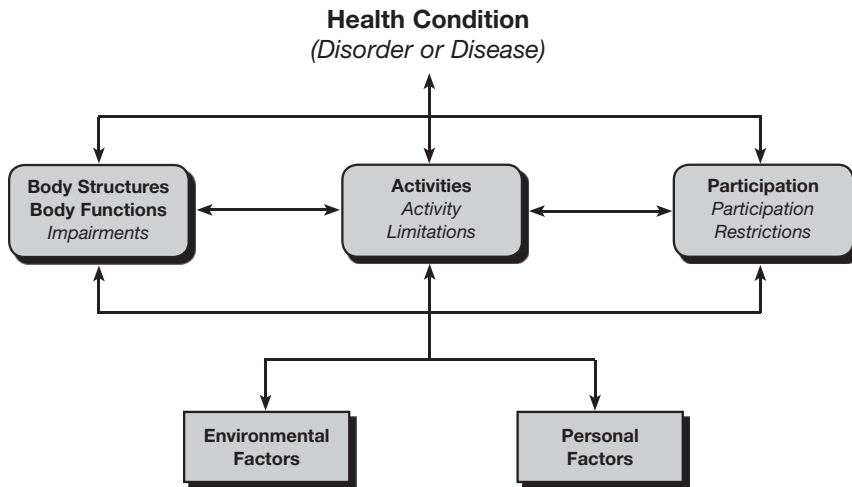 Health Condition
(Disorder or Disease)
Body Structures
Body Functions
Impairments
Activities
Activity
Limitations
Participation
Participation
Restrictions
Environmental
Factors
Personal
Factors